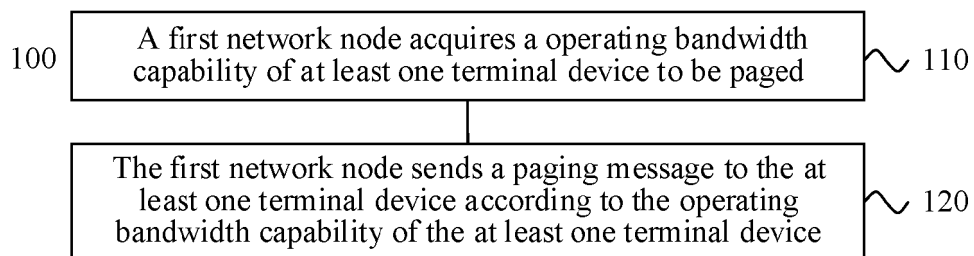 100
A first network node acquires a operating bandwidth
capability of at least one terminal device to be paged
110
The first network node sends a paging message to the at
least one terminal device according to the operating
bandwidth capability of the at least one terminal device
120